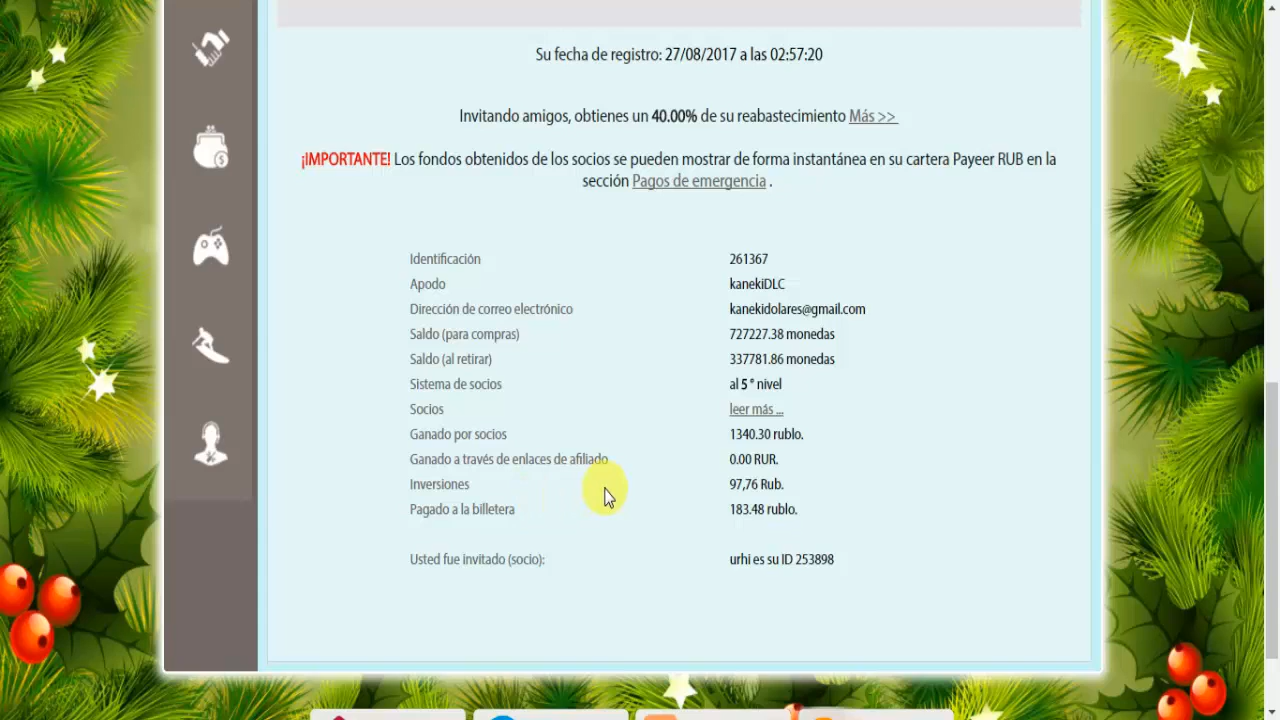 Su fecha de registro: 27/08/2017 a las 02:57:20
Invitando amigos, obtienes un 40.00% de su reabastecimiento Más >>
¡IMPORTANTE! Los fondos obtenidos de los socios se pueden mostrar de forma instantánea en su cartera Payeer RUB en la
sección Pagos de emergencia .
Identificación 261367
Apodo kanekiDLC
Dirección de correo electrónico kanekidolares@gmail.com
Saldo (para compras) 727227.38 monedas
Saldo (al retirar) 337781.86 monedas
Sistema de socios al 5 º nivel
Socios leer más ...
Ganado por socios 1340.30 rublo.
Ganado a través de enlaces de afiliado 0.00 RUR.
Inversiones 97,76 Rub.
Pagado a la billetera 183.48 rublo.
Usted fue invitado (socio): urhi es su ID 253898